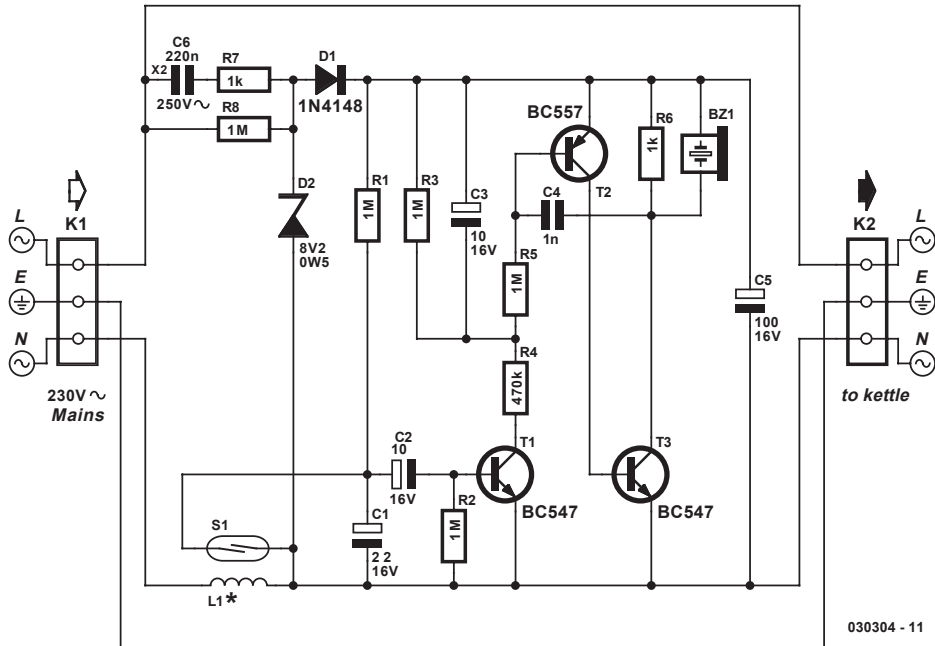 C6
220n
X2
250V~
R7
1k
R8
1M
D1
1N4148
D2
8V2
0W5
R1
1M
R3
1M
C3
10
16V
BC557
T2
C4
1n
R5
1M
R4
470k
R6
1k
BZ1
C5
100
16V
L
K1
E
N
230V~
Mains
K2
L
E
N
to kettle
C2
10
16V
C1
2 2
16V
R2
1M
T1
BC547
T3
BC547
S1
L1*
030304 - 11